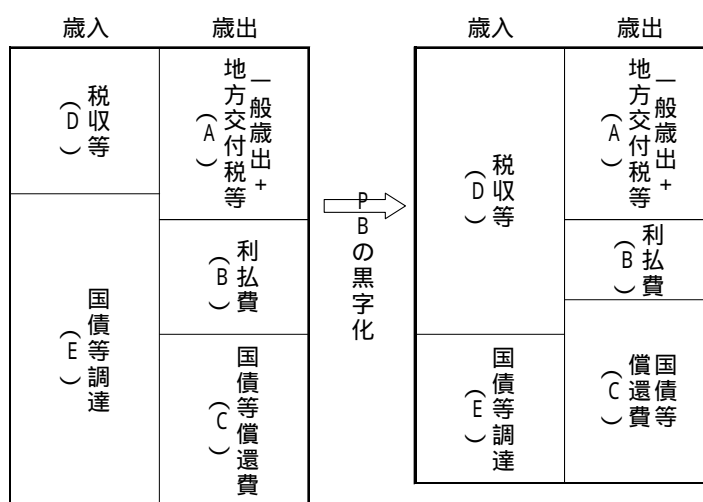 歳入
歳出
税収等
(D)
国債等調達
(E)
一般歳出+
地方交付税等
(A)
利払費
(B)
国債等償還費
(C)
PBの黒字化
歳入
歳出
税収等
(D)
国債等調達
(E)
一般歳出+
地方交付税等
(A)
利払費
(B)
国債等
償還費
(C)